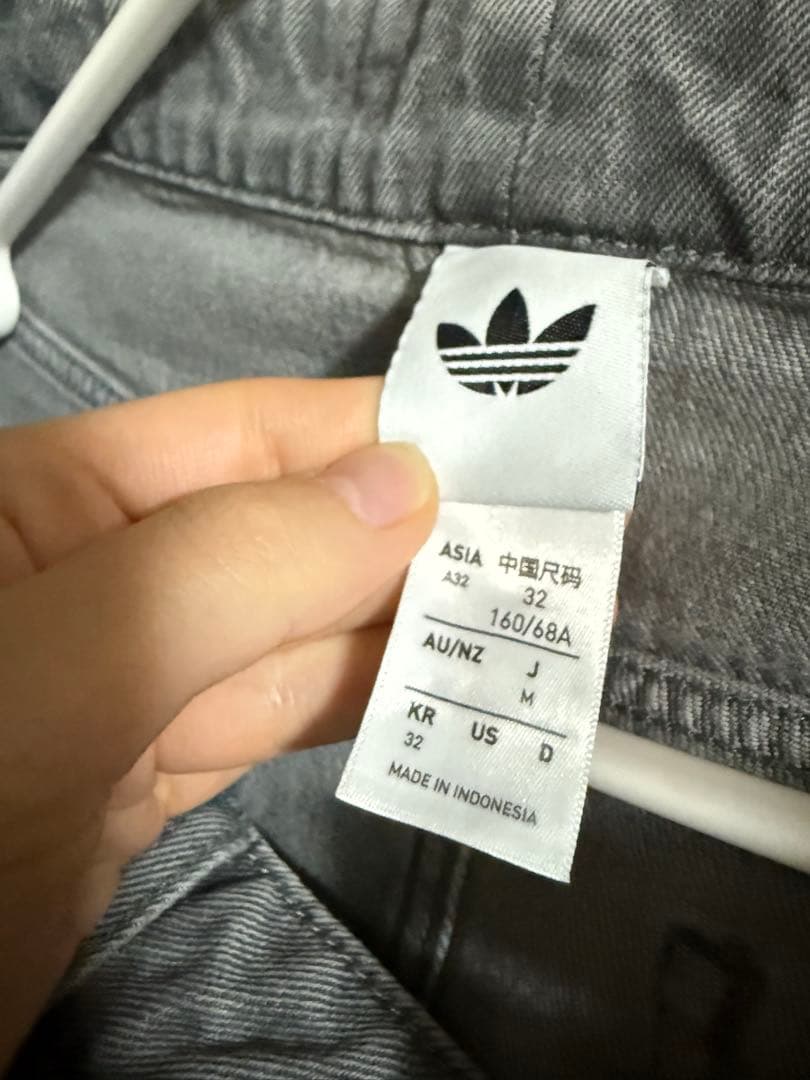 ASIA 中国尺码
A32 32
160/68A
AU/NZ J
M
KR US D
32
MADE IN INDONESIA